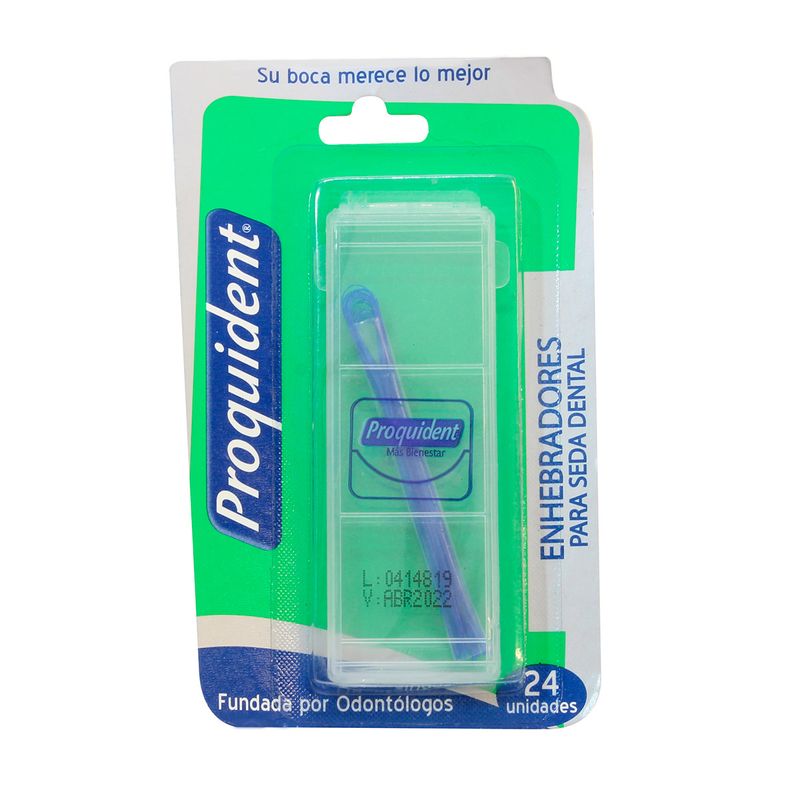 Su boca merece lo mejor
Proquident®
ENHEBRADORES
PARA SEDA DENTAL
Proquident
Más Bienestar
L:0414819
V:ABR2022
Fundada por Odontólogos
24
unidades